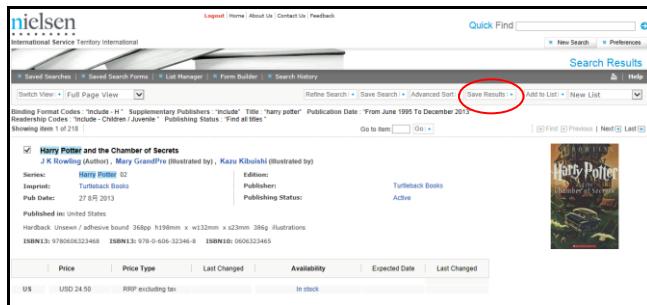 nielsen
Logout | Home | About Us | Contact Us | Feedback
Quick Find
International Service Territory International
New Search Preferences
Search Results
Saved Searches | Saved Search Forms | List Manager | Form Builder | Search History
Help
Switch View: Full Page View
Refine Search Save Search Advanced Sort Save Results Add to List New List
Binding Format Codes : "Include - H " Supplementary Publishers : "include" Title : "harry potter" Publication Date : "From June 1995 To December 2013"
Readership Codes : "Include - Children / Juvenile " Publishing Status : "Find all titles "
Showing item 1 of 218
Go to item: Go
Find Previous | Next Last
Harry Potter and the Chamber of Secrets
J K Rowling (Author) , Mary GrandPre (Illustrated by) , Kazu Kibuishi (Illustrated by)
Series: Harry Potter 02 Edition:
Imprint: Turtleback Books Publisher: Turtleback Books
Pub Date: 27 8月 2013 Publishing Status: Active
Published in: United States
Hardback Unsewn / adhesive bound 368pp h198mm x w132mm x s23mm 386g illustrations
ISBN13: 9780606323468 ISBN13: 978-0-606-32346-8 ISBN10: 0606323465
Harry Potter
Chamber of Secrets
Price Price Type Last Changed Availability Expected Date Last Changed
US USD 24.50 RRP excluding tax In stock